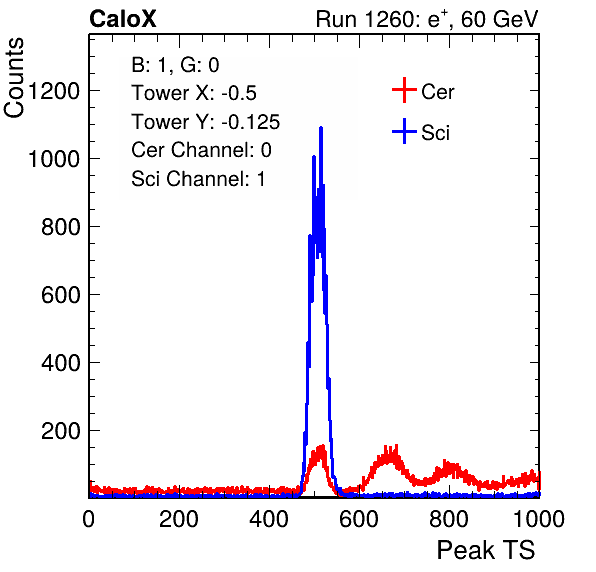 CaloX Run 1260: e⁺, 60 GeV
Counts
B: 1, G: 0
Tower X: -0.5
Tower Y: -0.125
Cer Channel: 0
Sci Channel: 1
Cer
Sci
1200
1000
800
600
400
200
0 200 400 600 800 1000
Peak TS